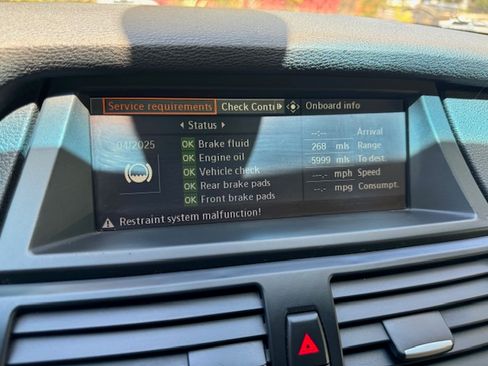 Service requirements Check Conti Onboard info
Status
04/2025
OK Brake fluid
OK Engine oil
OK Vehicle check
OK Rear brake pads
OK Front brake pads
--:-- Arrival
268 mls Range
-5999 mls To dest.
---.- mph Speed
--.- mpg Consumpt.
Restraint system malfunction!